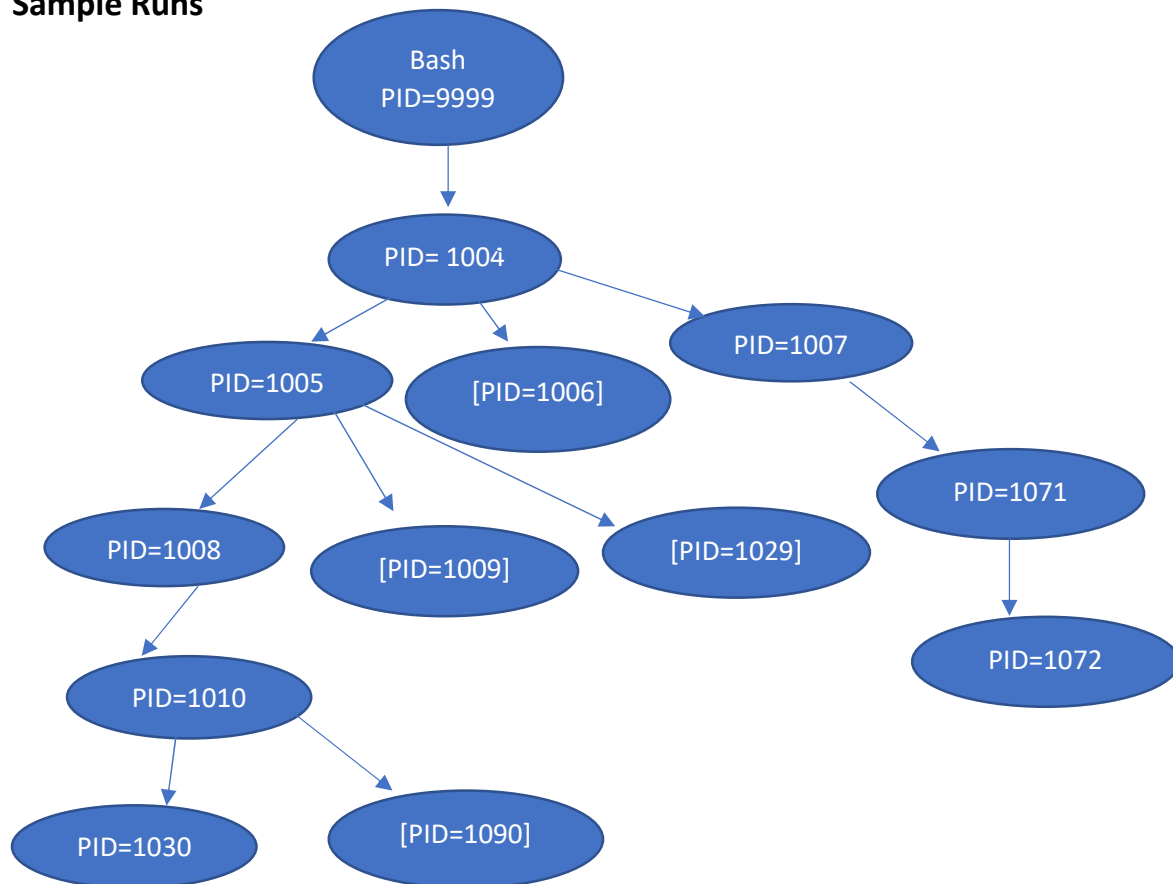 Sample Runs
Bash
PID=9999
PID= 1004
PID=1007
PID=1005
[PID=1006]
PID=1071
PID=1008
[PID=1009]
[PID=1029]
PID=1072
PID=1010
PID=1030
[PID=1090]